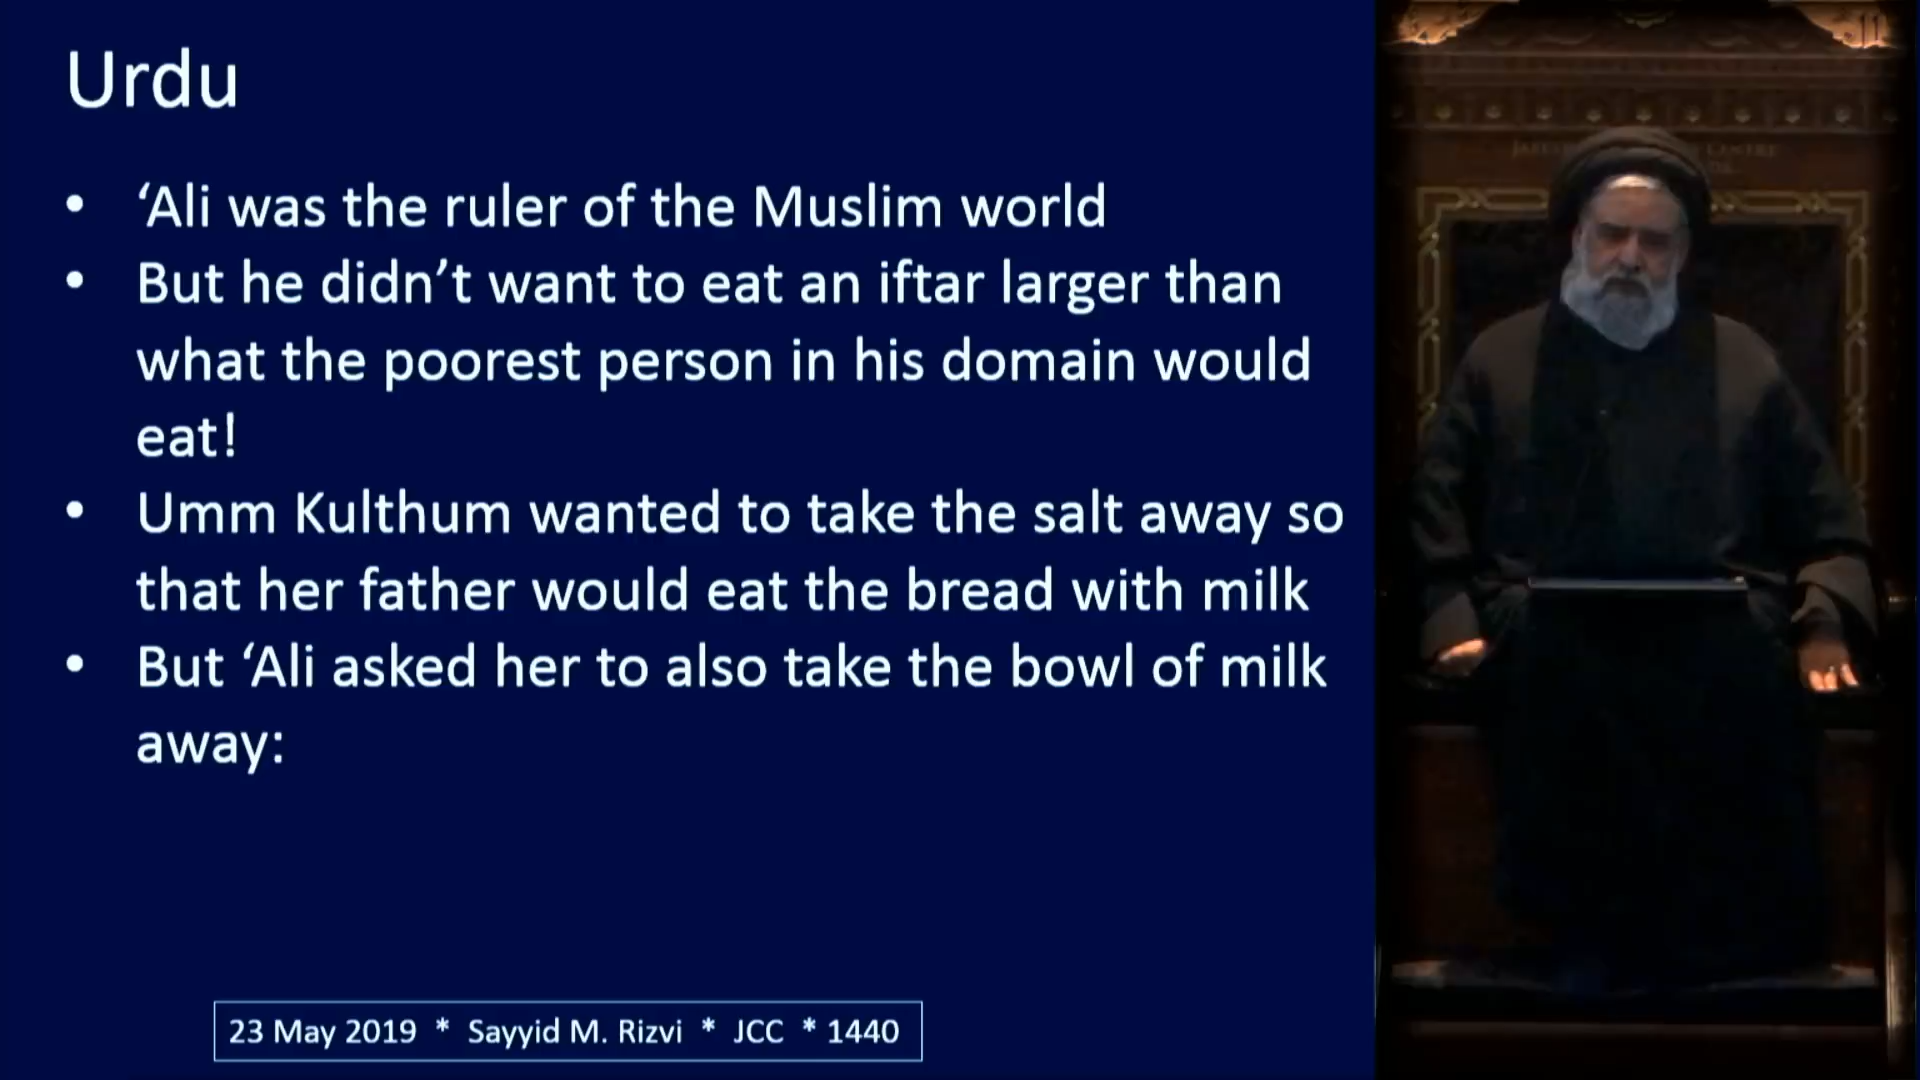 Urdu
• ‘Ali was the ruler of the Muslim world
• But he didn’t want to eat an iftar larger than
what the poorest person in his domain would
eat!
• Umm Kulthum wanted to take the salt away so
that her father would eat the bread with milk
• But ‘Ali asked her to also take the bowl of milk
away:
23 May 2019 * Sayyid M. Rizvi * JCC * 1440